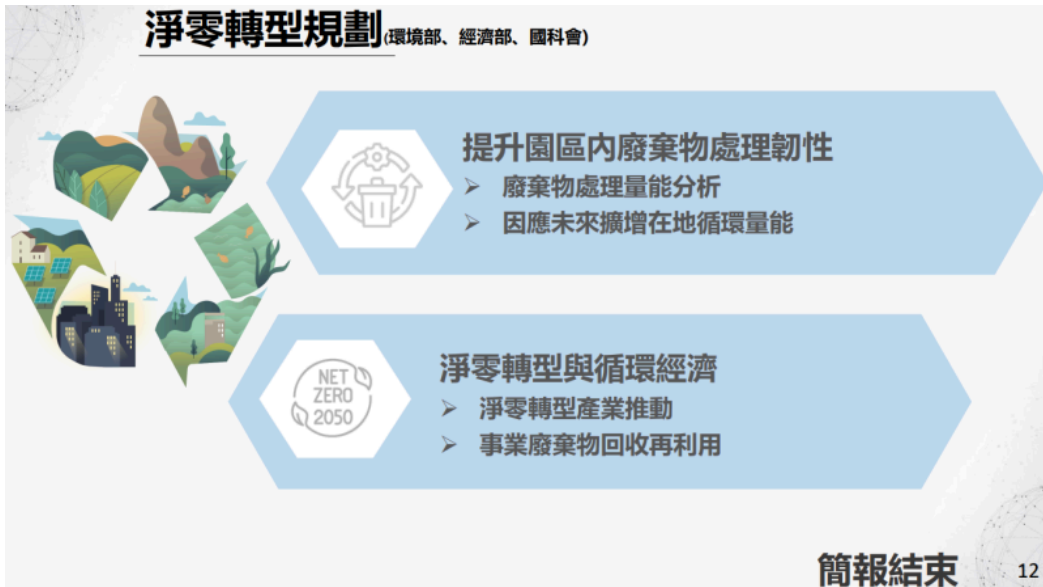 淨零轉型規劃(環境部、經濟部、國科會)
提升園區內廢棄物處理韌性
➢ 廢棄物處理量能分析
➢ 因應未來擴增在地循環量能
NET
ZERO
2050
淨零轉型與循環經濟
➢ 淨零轉型產業推動
➢ 事業廢棄物回收再利用
簡報結束
12